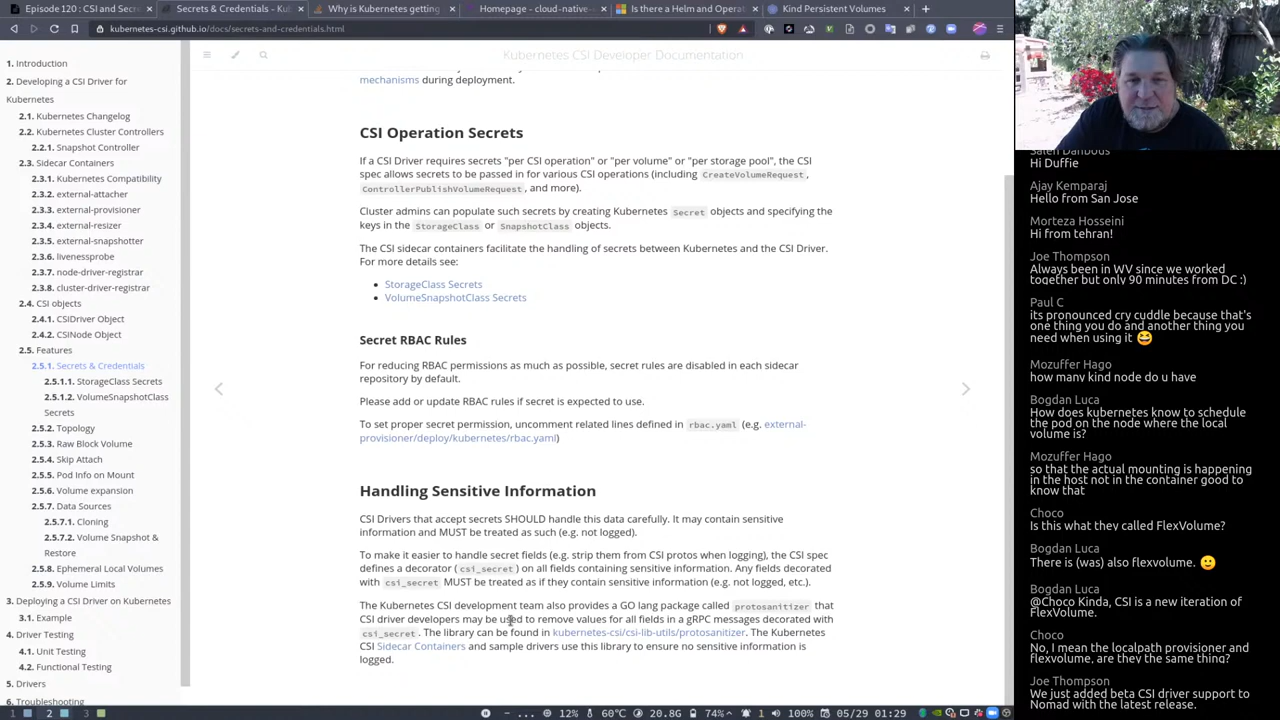 Episode 120 : CSI and Secr
Secrets & Credentials - Kub
Why is Kubernetes getting
Homepage - cloud-native-
Is there a Helm and Operat
Kind Persistent Volumes
kubernetes-csi.github.io/docs/secrets-and-credentials.html
Kubernetes CSI Developer Documentation
1. Introduction
2. Developing a CSI Driver for
Kubernetes
2.1. Kubernetes Changelog
2.2. Kubernetes Cluster Controllers
2.2.1. Snapshot Controller
2.3. Sidecar Containers
2.3.1. Kubernetes Compatibility
2.3.2. external-attacher
2.3.3. external-provisioner
2.3.4. external-resizer
2.3.5. external-snapshotter
2.3.6. livenessprobe
2.3.7. node-driver-registrar
2.3.8. cluster-driver-registrar
2.4. CSI objects
2.4.1. CSIDriver Object
2.4.2. CSINode Object
2.5. Features
2.5.1. Secrets & Credentials
2.5.1.1. StorageClass Secrets
2.5.1.2. VolumeSnapshotClass
Secrets
2.5.2. Topology
2.5.3. Raw Block Volume
2.5.4. Skip Attach
2.5.5. Pod Info on Mount
2.5.6. Volume expansion
2.5.7. Data Sources
2.5.7.1. Cloning
2.5.7.2. Volume Snapshot &
Restore
2.5.8. Ephemeral Local Volumes
2.5.9. Volume Limits
3. Deploying a CSI Driver on Kubernetes
3.1. Example
4. Driver Testing
4.1. Unit Testing
4.2. Functional Testing
5. Drivers
6. Troubleshooting
mechanisms during deployment.
CSI Operation Secrets
If a CSI Driver requires secrets "per CSI operation" or "per volume" or "per storage pool", the CSI
spec allows secrets to be passed in for various CSI operations (including CreateVolumeRequest,
ControllerPublishVolumeRequest, and more).
Cluster admins can populate such secrets by creating Kubernetes Secret objects and specifying the
keys in the StorageClass or SnapshotClass objects.
The CSI sidecar containers facilitate the handling of secrets between Kubernetes and the CSI Driver.
For more details see:
• StorageClass Secrets
• VolumeSnapshotClass Secrets
Secret RBAC Rules
For reducing RBAC permissions as much as possible, secret rules are disabled in each sidecar
repository by default.
Please add or update RBAC rules if secret is expected to use.
To set proper secret permission, uncomment related lines defined in rbac.yaml (e.g. external-
provisioner/deploy/kubernetes/rbac.yaml)
Handling Sensitive Information
CSI Drivers that accept secrets SHOULD handle this data carefully. It may contain sensitive
information and MUST be treated as such (e.g. not logged).
To make it easier to handle secret fields (e.g. strip them from CSI protos when logging), the CSI spec
defines a decorator (csi_secret) on all fields containing sensitive information. Any fields decorated
with csi_secret MUST be treated as if they contain sensitive information (e.g. not logged, etc.).
The Kubernetes CSI development team also provides a GO lang package called protosanitizer that
CSI driver developers may be used to remove values for all fields in a gRPC messages decorated with
csi_secret. The library can be found in kubernetes-csi/csi-lib-utils/protosanitizer. The Kubernetes
CSI Sidecar Containers and sample drivers use this library to ensure no sensitive information is
logged.
Hi Duffie
Ajay Kemparaj
Hello from San Jose
Morteza Hosseini
Hi from tehran!
Joe Thompson
Always been in WV since we worked
together but only 90 minutes from DC :)
Paul C
its pronounced cry cuddle because that's
one thing you do and another thing you
need when using it 😆
Mozuffer Hago
how many kind node do u have
Bogdan Luca
How does kubernetes know to schedule
the pod on the node where the local
volume is?
Mozuffer Hago
so that the actual mounting is happening
in the host not in the container good to
know that
Choco
Is this what they called FlexVolume?
Bogdan Luca
There is (was) also flexvolume. 🙂
Bogdan Luca
@Choco Kinda, CSI is a new iteration of
FlexVolume.
Choco
No, I mean the localpath provisioner and
flexvolume, are they the same thing?
Joe Thompson
We just added beta CSI driver support to
Nomad with the latest release.
1 2 3
12% 60°C 20.8G 74% 1 100% 05/29 01:29